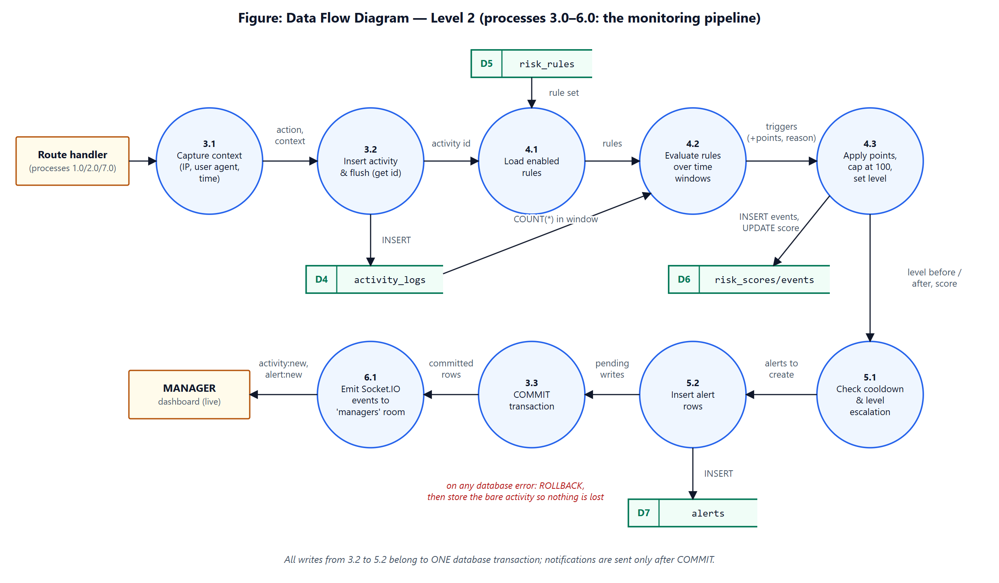 Figure: Data Flow Diagram — Level 2 (processes 3.0–6.0: the monitoring pipeline)
D5
risk_rules
rule set
Route handler
(processes 1.0/2.0/7.0)
3.1
Capture context
(IP, user agent,
time)
action,
context
3.2
Insert activity
& flush (get id)
activity id
4.1
Load enabled
rules
rules
4.2
Evaluate rules
over time
windows
triggers
(+points, reason)
4.3
Apply points,
cap at 100,
set level
INSERT
COUNT(*) in window
INSERT events,
UPDATE score
D4
activity_logs
D6
risk_scores/events
level before /
after, score
MANAGER
dashboard (live)
activity:new,
alert:new
6.1
Emit Socket.IO
events to
'managers' room
committed
rows
3.3
COMMIT
transaction
pending
writes
5.2
Insert alert
rows
alerts to
create
5.1
Check cooldown
& level
escalation
INSERT
on any database error: ROLLBACK,
then store the bare activity so nothing is lost
D7
alerts
All writes from 3.2 to 5.2 belong to ONE database transaction; notifications are sent only after COMMIT.